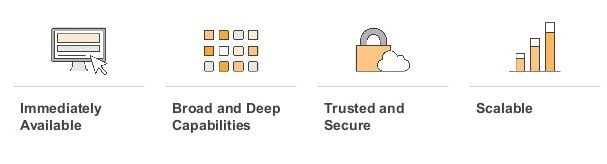 Immediately
Available
Broad and Deep
Capabilities
Trusted and
Secure
Scalable